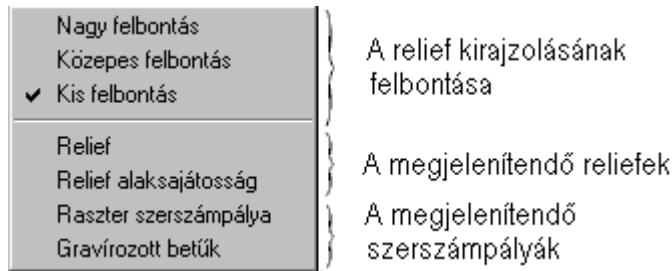 Nagy felbontás
Közepes felbontás
Kis felbontás
A relief kirajzolásának
felbontása
Relief
Relief alaksajátosság
A megjelenítendő reliefek
Raszter szerszámpálya
Gravírozott betűk
A megjelenítendő
szerszámpályák